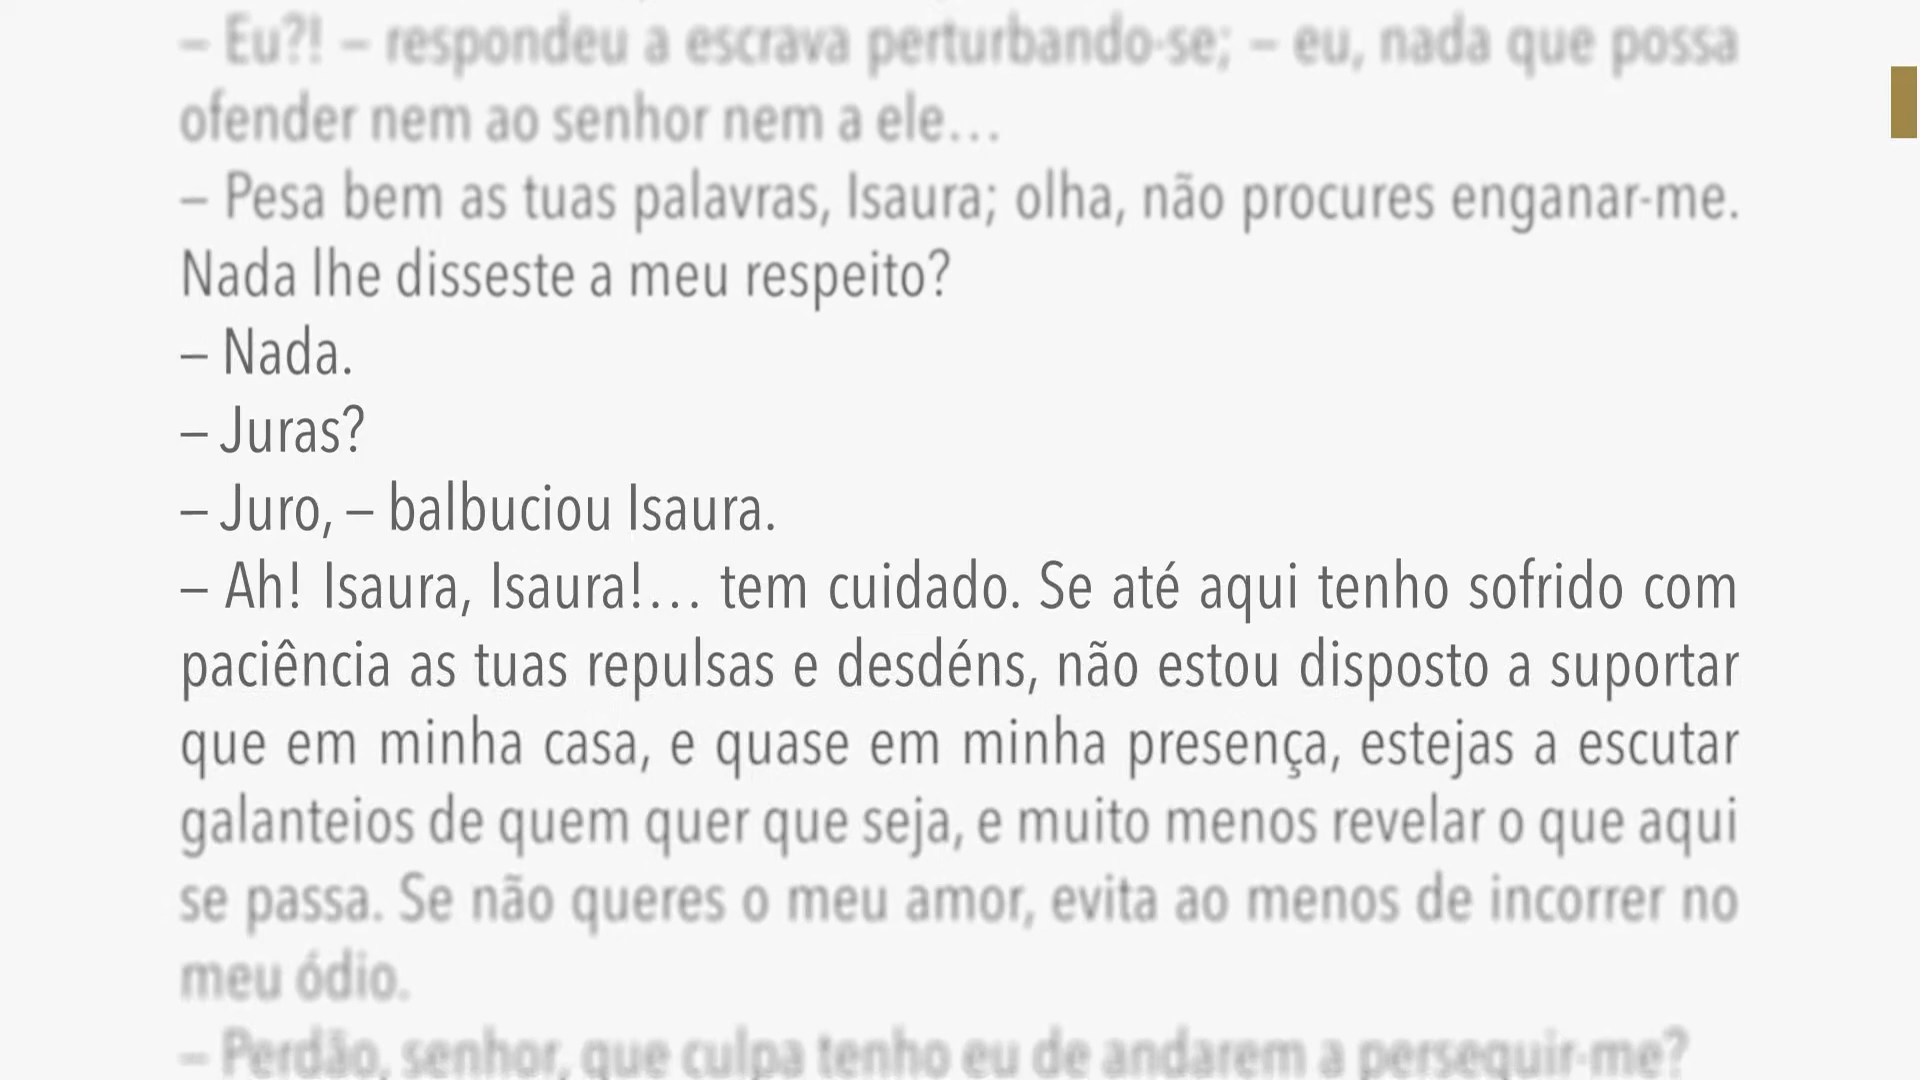 – Eu?! – respondeu a escrava perturbando-se; – eu, nada que possa
ofender nem ao senhor nem a ele…
– Pesa bem as tuas palavras, Isaura; olha, não procures enganar-me.
Nada lhe disseste a meu respeito?
– Nada.
– Juras?
– Juro, – balbuciou Isaura.
– Ah! Isaura, Isaura!… tem cuidado. Se até aqui tenho sofrido com
paciência as tuas repulsas e desdéns, não estou disposto a suportar
que em minha casa, e quase em minha presença, estejas a escutar
galanteios de quem quer que seja, e muito menos revelar o que aqui
se passa. Se não queres o meu amor, evita ao menos de incorrer no
meu ódio.
– Perdão, senhor, que culpa tenho eu de andarem a perseguir-me?